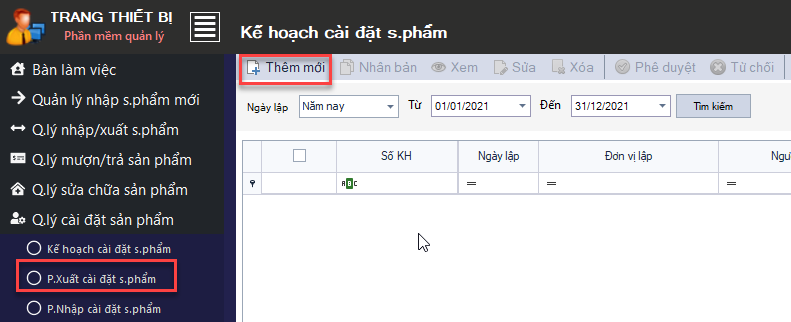 TRANG THIẾT BỊ
Phần mềm quản lý
Kế hoạch cài đặt s.phẩm
Bàn làm việc
Quản lý nhập s.phẩm mới
Q.lý nhập/xuất s.phẩm
Q.lý mượn/trả sản phẩm
Q.lý sửa chữa sản phẩm
Q.lý cài đặt sản phẩm
Kế hoạch cài đặt s.phẩm
P.Xuất cài đặt s.phẩm
P.Nhập cài đặt s.phẩm
Thêm mới Nhân bản Xem Sửa Xóa Phê duyệt Từ chối
Ngày lập Năm nay Từ 01/01/2021 Đến 31/12/2021 Tìm kiếm
Số KH Ngày lập Đơn vị lập Ngư
ABC = = =